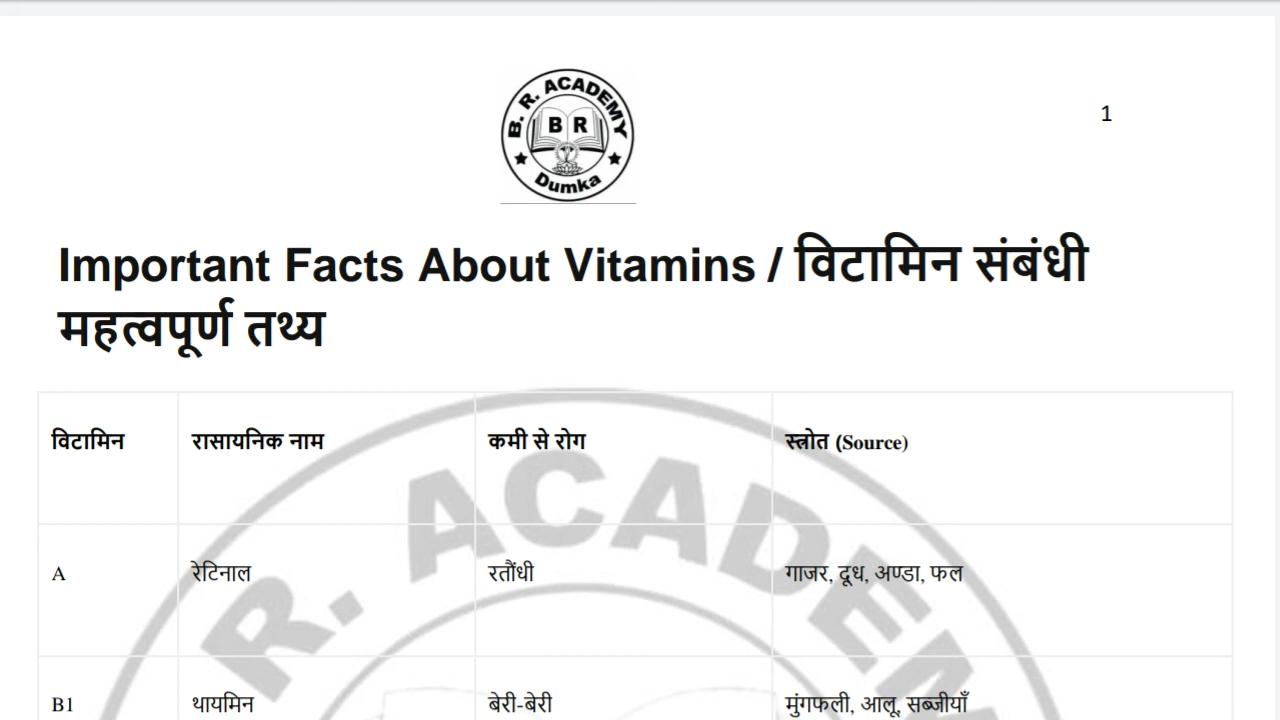 B. R. ACADEMY
B R
Dumka
1
Important Facts About Vitamins / विटामिन संबंधी
महत्वपूर्ण तथ्य
विटामिन रासायनिक नाम कमी से रोग स्त्रोत (Source)
A रेटिनाल रतौंधी गाजर, दूध, अण्डा, फल
B1 थायमिन बेरी-बेरी मुंगफली, आलू, सब्जीयाँ
R. ACADEM